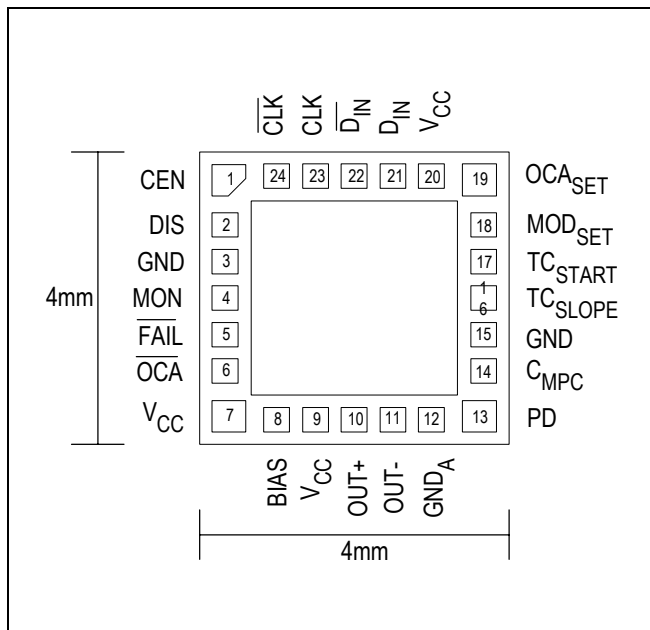 CLK CLK DIN DIN VCC
CEN 1 24 23 22 21 20 19 OCASET
DIS 2 18 MODSET
GND 3 17 TCSTART
4mm MON 4 16 TCSLOPE
FAIL 5 15 GND
OCA 6 14 CMPC
VCC 7 8 9 10 11 12 13 PD
BIAS VCC OUT+ OUT- GNDA
4mm